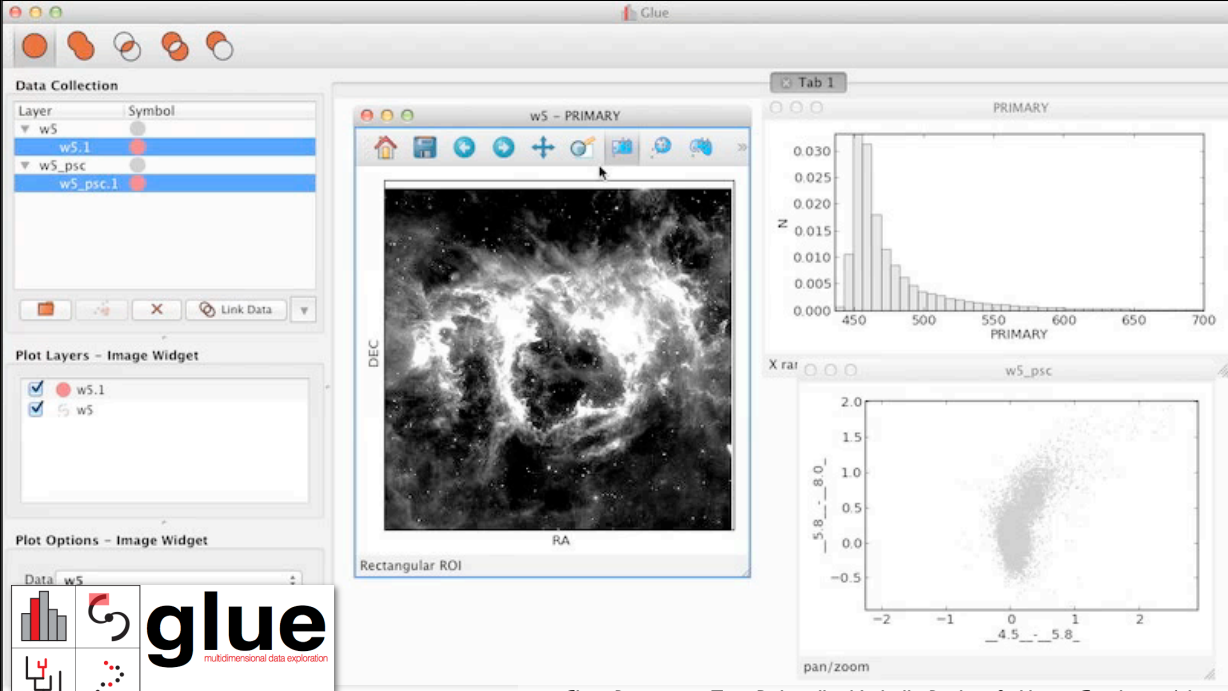 Glue
Data Collection
Layer Symbol
w5
w5.1
w5_psc
w5_psc.1
Link Data
Plot Layers - Image Widget
w5.1
w5
Plot Options - Image Widget
Data w5
glue
multidimensional data exploration
Tab 1
w5 - PRIMARY
DEC
RA
Rectangular ROI
PRIMARY
N
0.030
0.025
0.020
0.015
0.010
0.005
0.000
450 500 550 600 650 700
PRIMARY
X ran
w5_psc
__5.8__-__8.0_
2.0
1.5
1.0
0.5
0.0
−0.5
−2 −1 0 1 2
__4.5__-__5.8_
pan/zoom